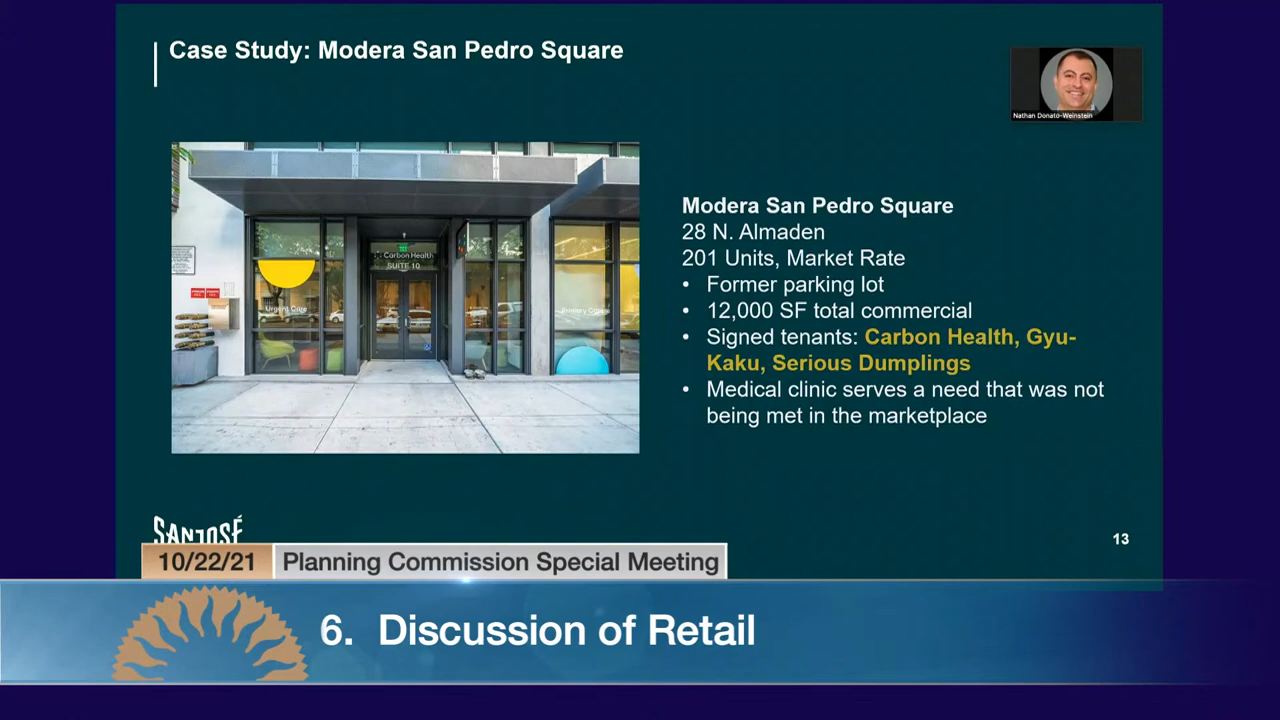 Case Study: Modera San Pedro Square
Nathan Donato-Weinstein
Carbon Health
SUITE 10
Urgent Care
Primary Care
Modera San Pedro Square
28 N. Almaden
201 Units, Market Rate
• Former parking lot
• 12,000 SF total commercial
• Signed tenants: Carbon Health, Gyu-
Kaku, Serious Dumplings
• Medical clinic serves a need that was not
being met in the marketplace
SAN JOSÉ
13
10/22/21 Planning Commission Special Meeting
6. Discussion of Retail